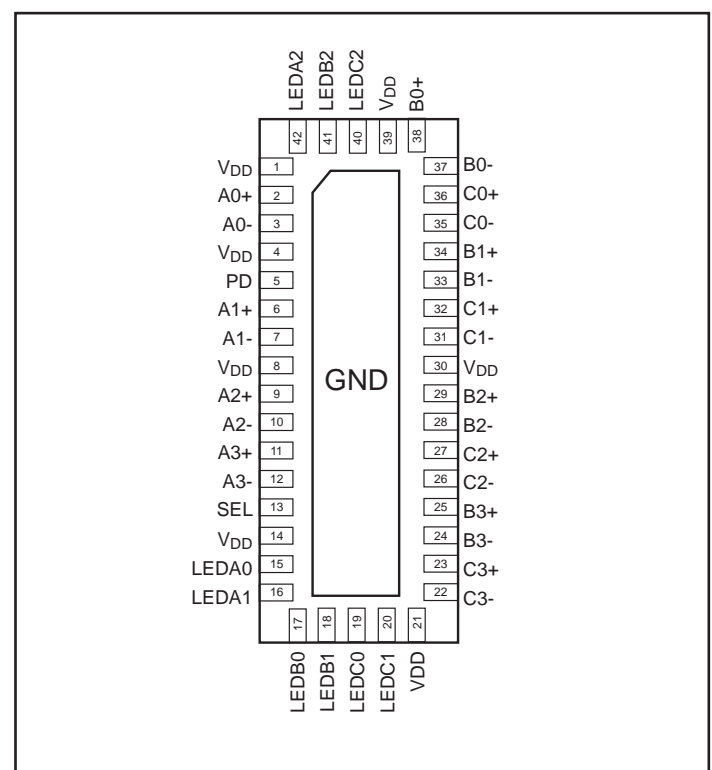 LEDA2 LEDB2 LEDC2 VDD B0+
42 41 40 39 38
VDD 1 37 B0-
A0+ 2 36 C0+
A0- 3 35 C0-
VDD 4 34 B1+
PD 5 33 B1-
A1+ 6 32 C1+
A1- 7 31 C1-
VDD 8 30 VDD
A2+ 9 29 B2+
A2- 10 28 B2-
GND
A3+ 11 27 C2+
A3- 12 26 C2-
SEL 13 25 B3+
VDD 14 24 B3-
LEDA0 15 23 C3+
LEDA1 16 22 C3-
17 18 19 20 21
LEDB0 LEDB1 LEDC0 LEDC1 VDD